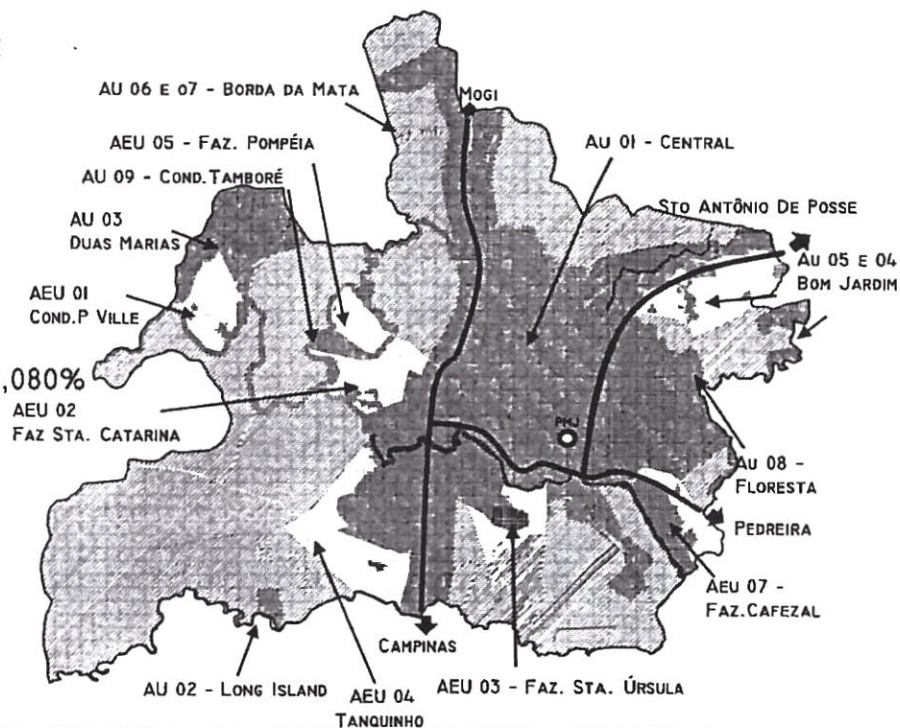 AU 06 E 07 - BORDA DA MATA
MOGI
AEU 05 - FAZ. POMPÉIA
AU 01 - CENTRAL
AU 09 - COND.TAMBORÉ
AU 03
DUAS MARIAS
STO ANTÔNIO DE POSSE
AU 05 E 04
BOM JARDIM
AEU 01
COND.P VILLE
,080%
AEU 02
FAZ STA. CATARINA
PMJ
AU 08 -
FLORESTA
PEDREIRA
AEU 07 -
FAZ.CAFEZAL
CAMPINAS
AU 02 - LONG ISLAND
AEU 04
TANQUINHO
AEU 03 - FAZ. STA. ÚRSULA